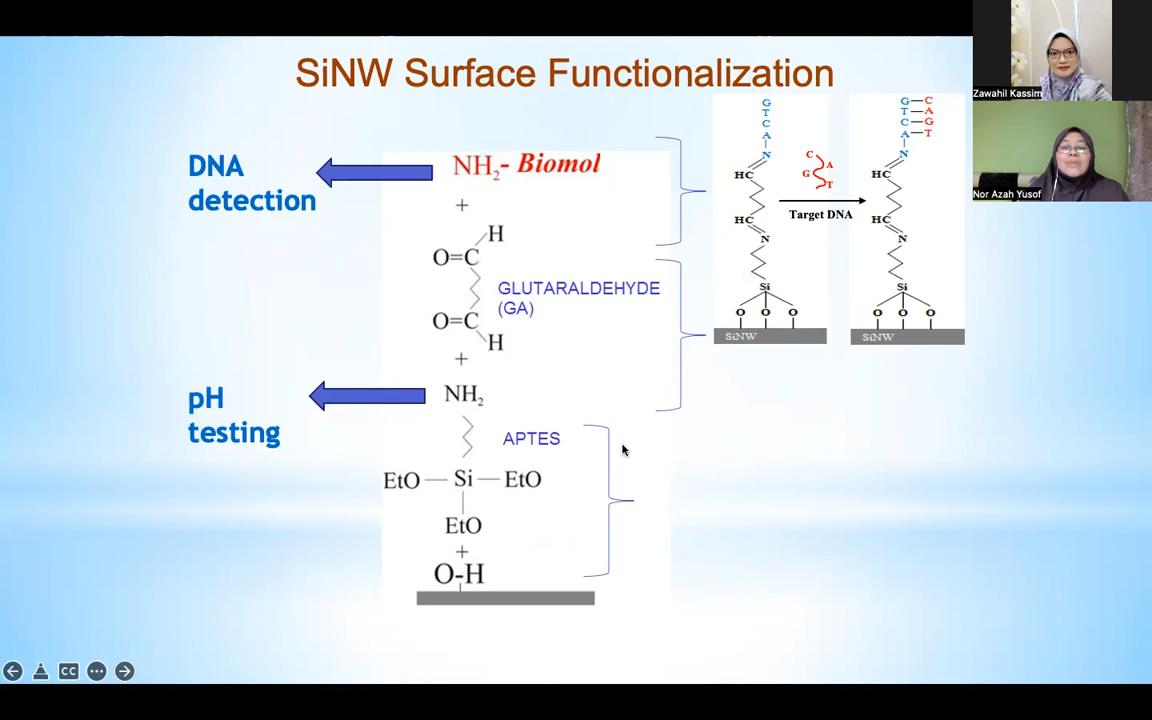 SiNW Surface Functionalization
Zawahil Kassim
Nor Azah Yusof
DNA
detection
NH2- Biomol
+
H
O=C
GLUTARALDEHYDE
(GA)
O=C
H
+
pH
testing
NH2
APTES
EtO — Si — EtO
EtO
+
O-H
G
T
C
A
N
HC
HC
N
Si
O O O
SiNW
C
A
G
T
Target DNA
G—C
T—A
C—G
A—T
N
HC
HC
N
Si
O O O
SiNW
CC